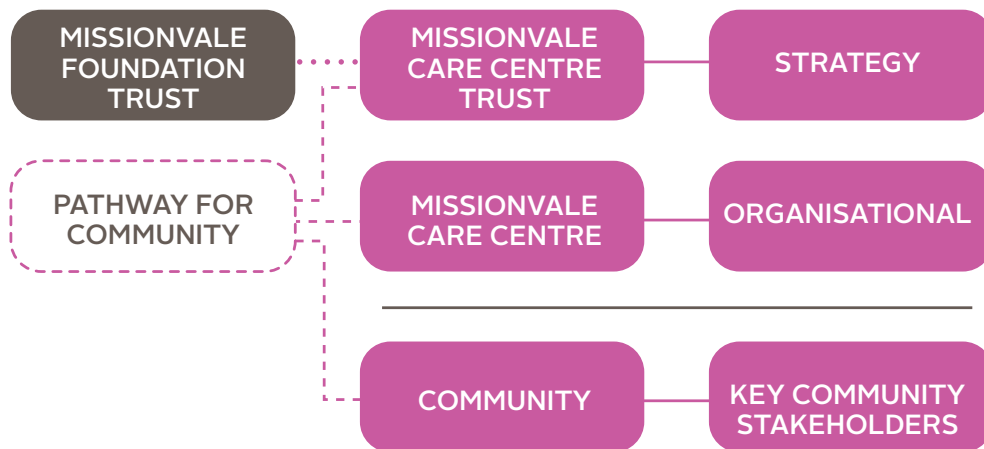 MISSIONVALE
FOUNDATION
TRUST
MISSIONVALE
CARE CENTRE
TRUST
STRATEGY
PATHWAY FOR
COMMUNITY
MISSIONVALE
CARE CENTRE
ORGANISATIONAL
COMMUNITY
KEY COMMUNITY
STAKEHOLDERS